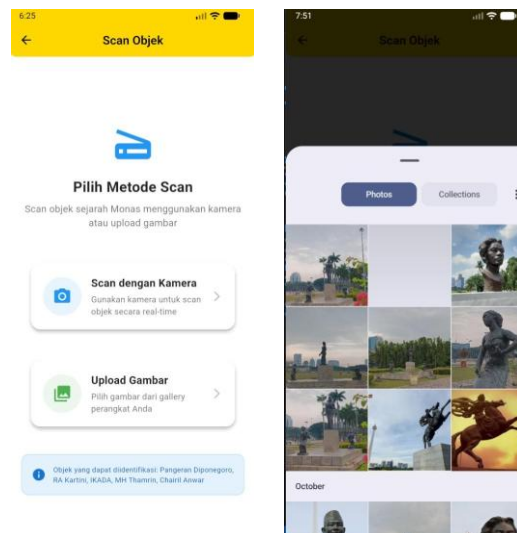 6:25
Scan Objek
Pilih Metode Scan
Scan objek sejarah Monas menggunakan kamera
atau upload gambar
Scan dengan Kamera
Gunakan kamera untuk scan
objek secara real-time
Upload Gambar
Pilih gambar dari gallery
perangkat Anda
Objek yang dapat diidentifikasi: Pangeran Diponegoro,
RA Kartini, IKADA, MH Thamrin, Chairil Anwar
7:51
Scan Objek
Photos
Collections
October